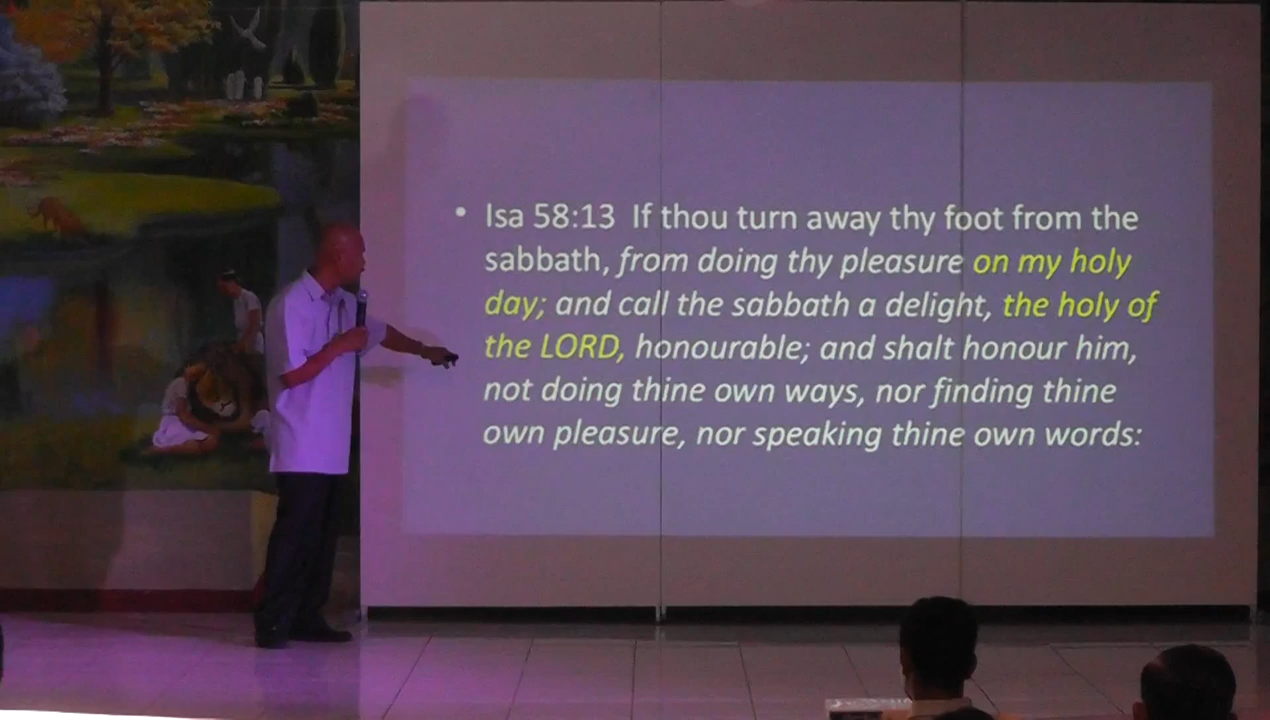 • Isa 58:13 If thou turn away thy foot from the
sabbath, from doing thy pleasure on my holy
day; and call the sabbath a delight, the holy of
the LORD, honourable; and shalt honour him,
not doing thine own ways, nor finding thine
own pleasure, nor speaking thine own words: